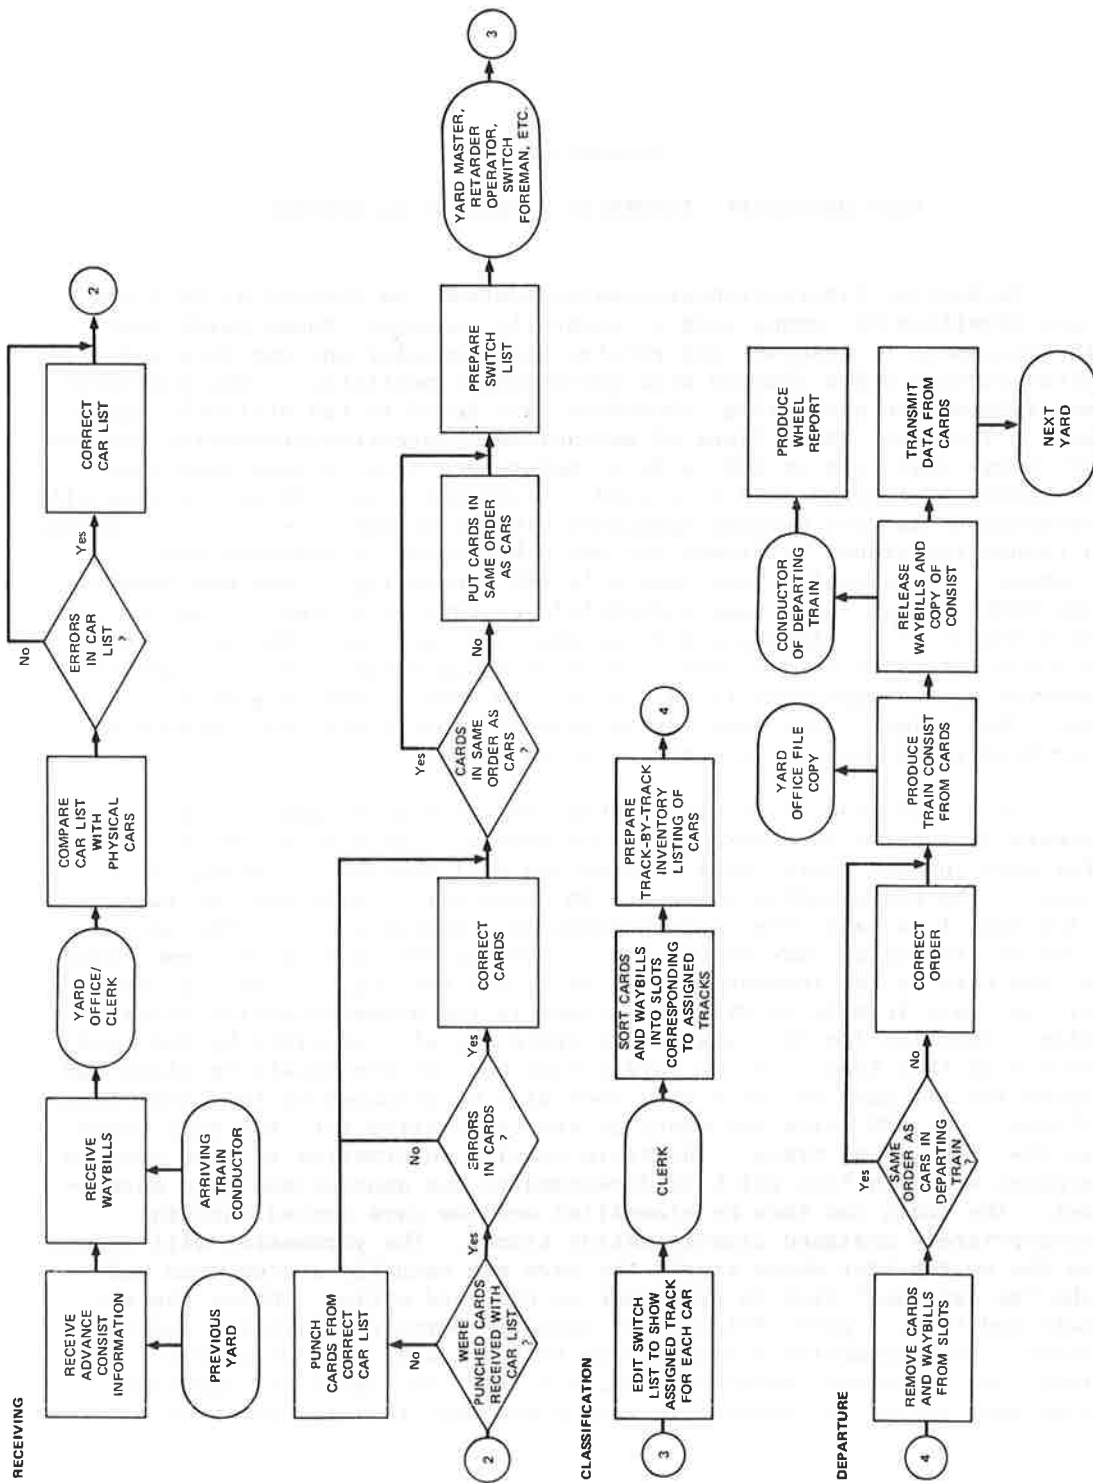 RECEIVING
RECEIVE
ADVANCE
CONSIST
INFORMATION
PREVIOUS
YARD
RECEIVE
WAYBILLS
ARRIVING
TRAIN
CONDUCTOR
YARD
OFFICE/
CLERK
COMPARE
CAR LIST
WITH
PHYSICAL
CARS
ERRORS
IN CAR
LIST
?
No
Yes
CORRECT
CAR LIST
2
2
WERE
PUNCHED CARDS
RECEIVED WITH
CAR LIST
?
No
Yes
PUNCH
CARDS FROM
CORRECT
CAR LIST
ERRORS
IN CARDS
?
No
Yes
CORRECT
CARDS
CARDS
IN SAME
ORDER AS
CARS
?
Yes
No
PUT CARDS IN
SAME ORDER
AS CARS
PREPARE
SWITCH
LIST
YARD MASTER,
RETARDER
OPERATOR,
SWITCH
FOREMAN, ETC.
3
CLASSIFICATION
3
EDIT SWITCH
LIST TO SHOW
ASSIGNED TRACK
FOR EACH CAR
CLERK
SORT CARDS
AND WAYBILLS
INTO SLOTS
CORRESPONDING
TO ASSIGNED
TRACKS
PREPARE
TRACK-BY-TRACK
INVENTORY
LISTING OF
CARS
4
DEPARTURE
4
REMOVE CARDS
AND WAYBILLS
FROM SLOTS
SAME
ORDER AS
CARS IN
DEPARTING
TRAIN
?
Yes
No
CORRECT
ORDER
PRODUCE
TRAIN CONSIST
FROM CARDS
YARD
OFFICE FILE
COPY
RELEASE
WAYBILLS AND
COPY OF
CONSIST
CONDUCTOR
OF DEPARTING
TRAIN
PRODUCE
WHEEL
REPORT
TRANSMIT
DATA FROM
CARDS
NEXT
YARD